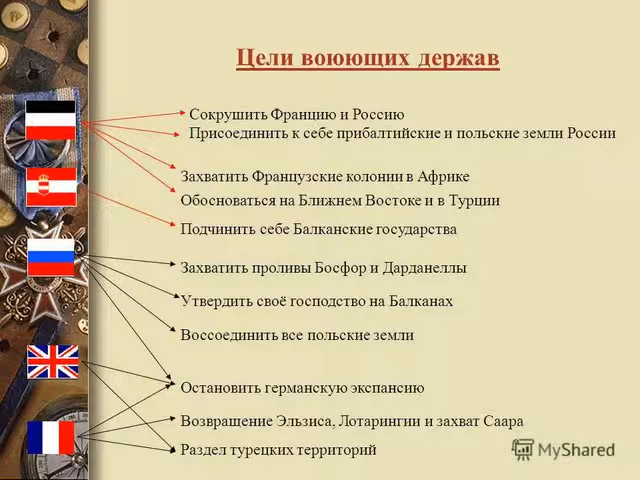 Цели воюющих держав
Сокрушить Францию и Россию
Присоединить к себе прибалтийские и польские земли России
Захватить Французские колонии в Африке
Обосноваться на Ближнем Востоке и в Турции
Подчинить себе Балканские государства
Захватить проливы Босфор и Дарданеллы
Утвердить своё господство на Балканах
Воссоединить все польские земли
Остановить германскую экспансию
Возвращение Эльзиса, Лотарингии и захват Саара
Раздел турецких территорий
MyShared